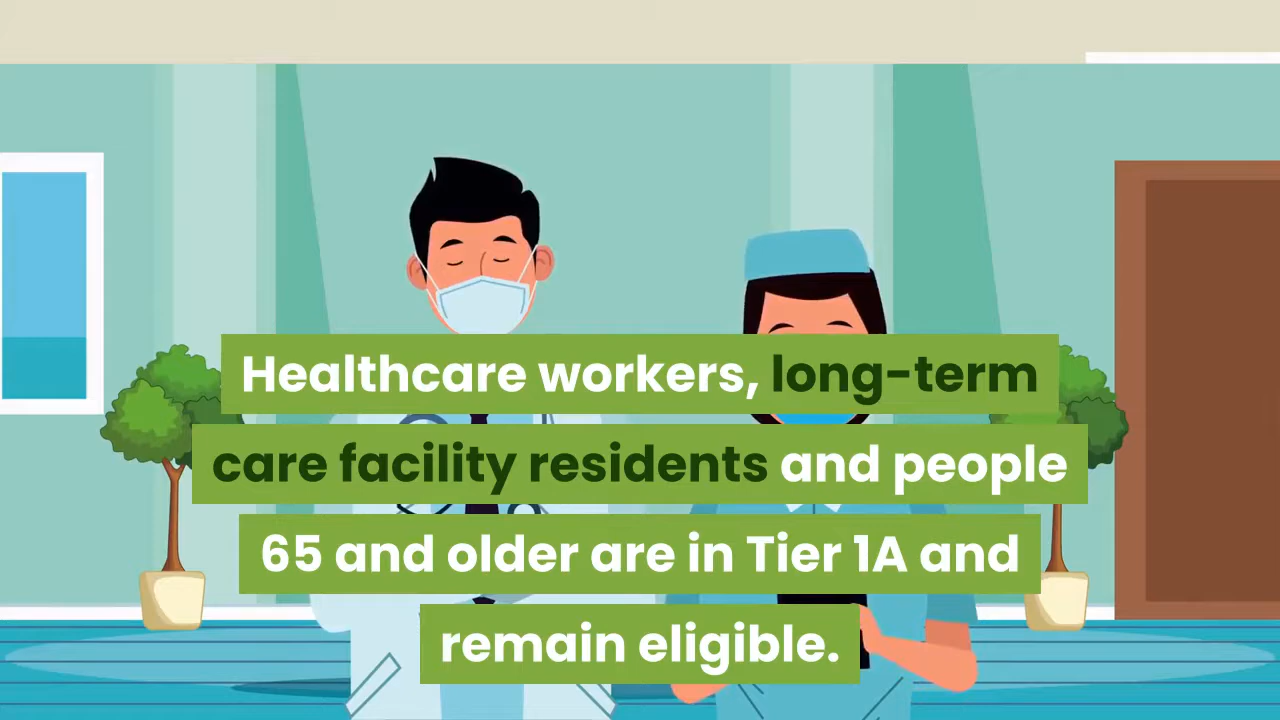 Healthcare workers, long-term
care facility residents and people
65 and older are in Tier 1A and
remain eligible.